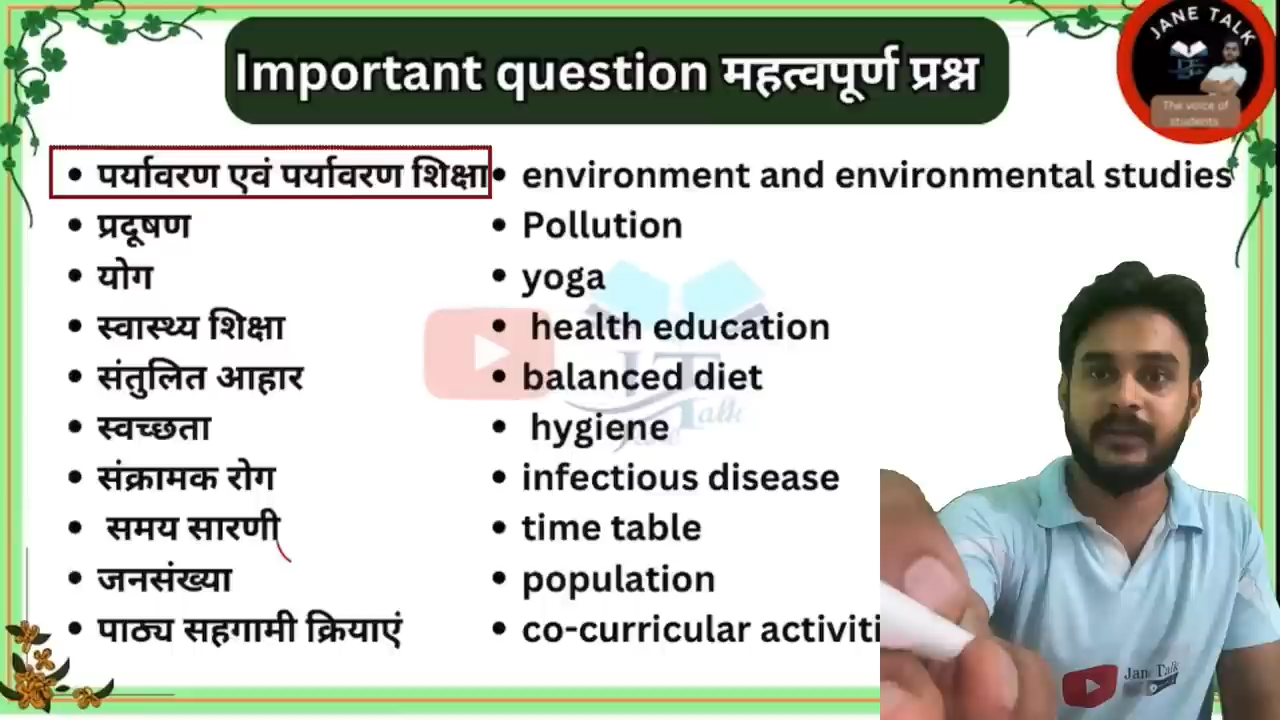 Important question महत्वपूर्ण प्रश्न
JANE TALK
The voice of
students
• पर्यावरण एवं पर्यावरण शिक्षा
• प्रदूषण
• योग
• स्वास्थ्य शिक्षा
• संतुलित आहार
• स्वच्छता
• संक्रामक रोग
• समय सारणी
• जनसंख्या
• पाठ्य सहगामी क्रियाएं
• environment and environmental studies
• Pollution
• yoga
• health education
• balanced diet
• hygiene
• infectious disease
• time table
• population
• co-curricular activiti
Jane Talk